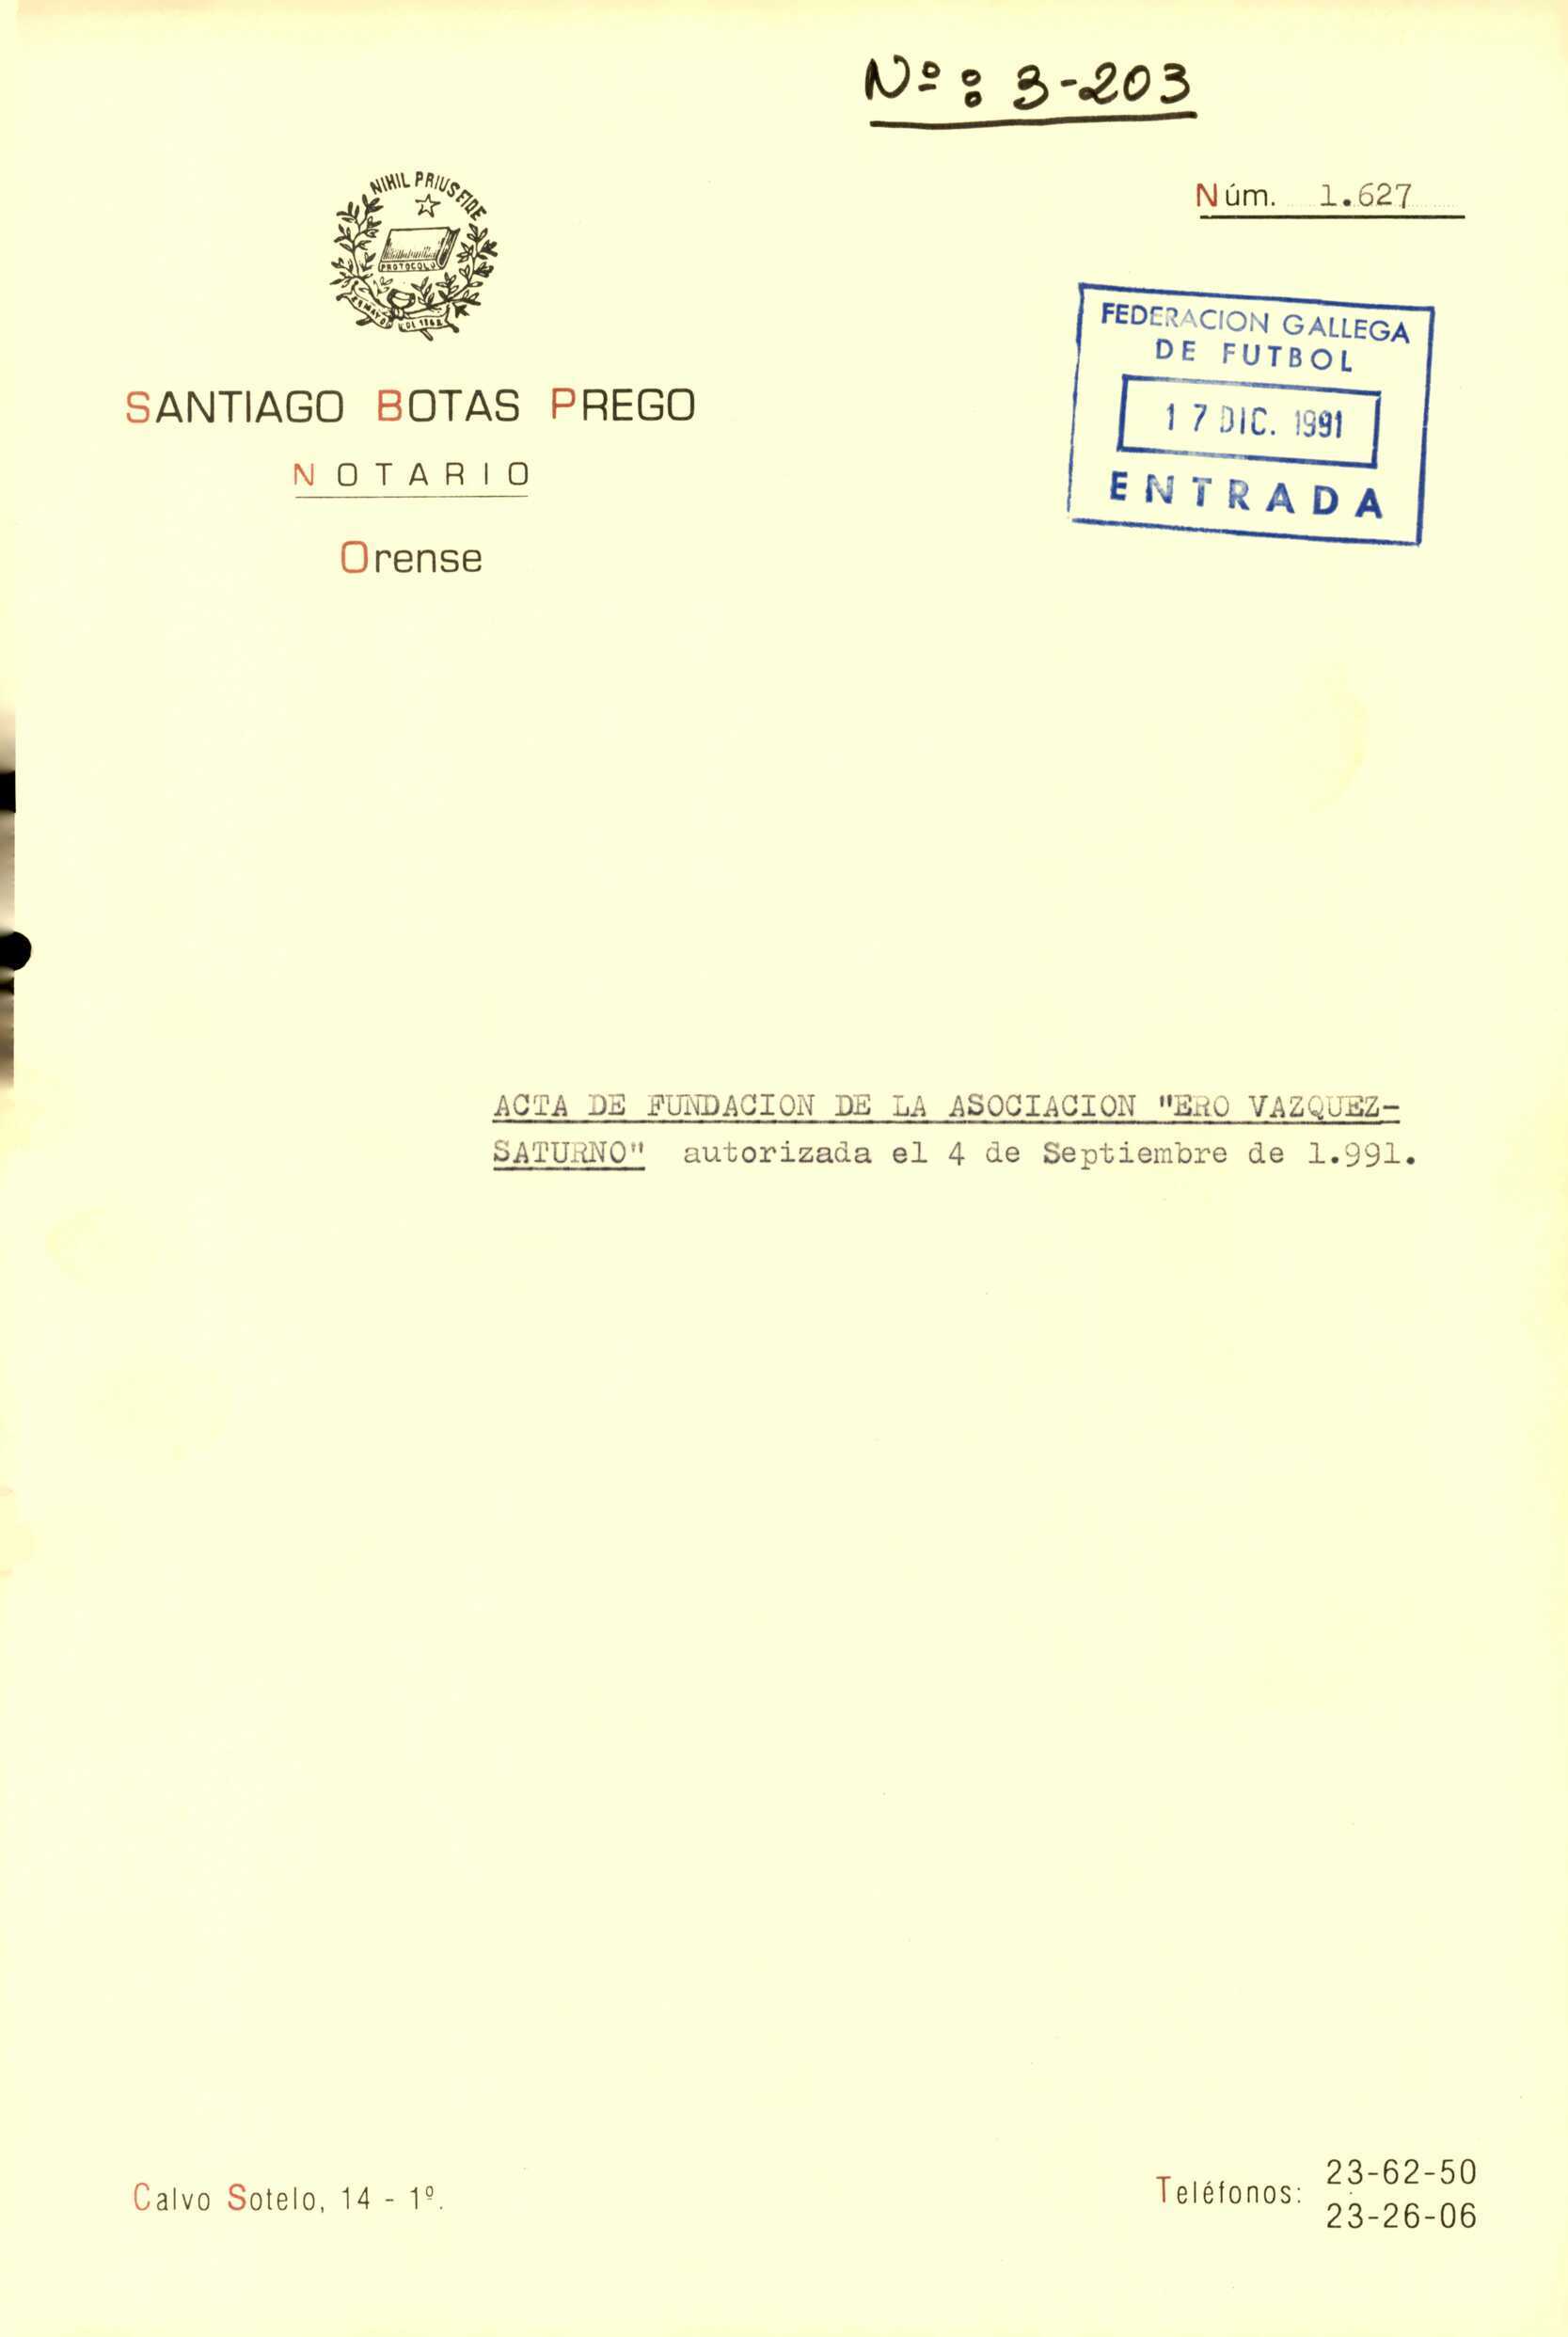 Nº: 3-203
Núm. 1.627
NIHIL PRIUS FIDE
PROTOCOLO
FEDERACION GALLEGA
DE FUTBOL
17 DIC. 1991
ENTRADA
SANTIAGO BOTAS PREGO
NOTARIO
Orense
ACTA DE FUNDACION DE LA ASOCIACION "ERO VAZQUEZ-
SATURNO" autorizada el 4 de Septiembre de 1.991.
Calvo Sotelo, 14 - 1º.
Teléfonos: 23-62-50
23-26-06